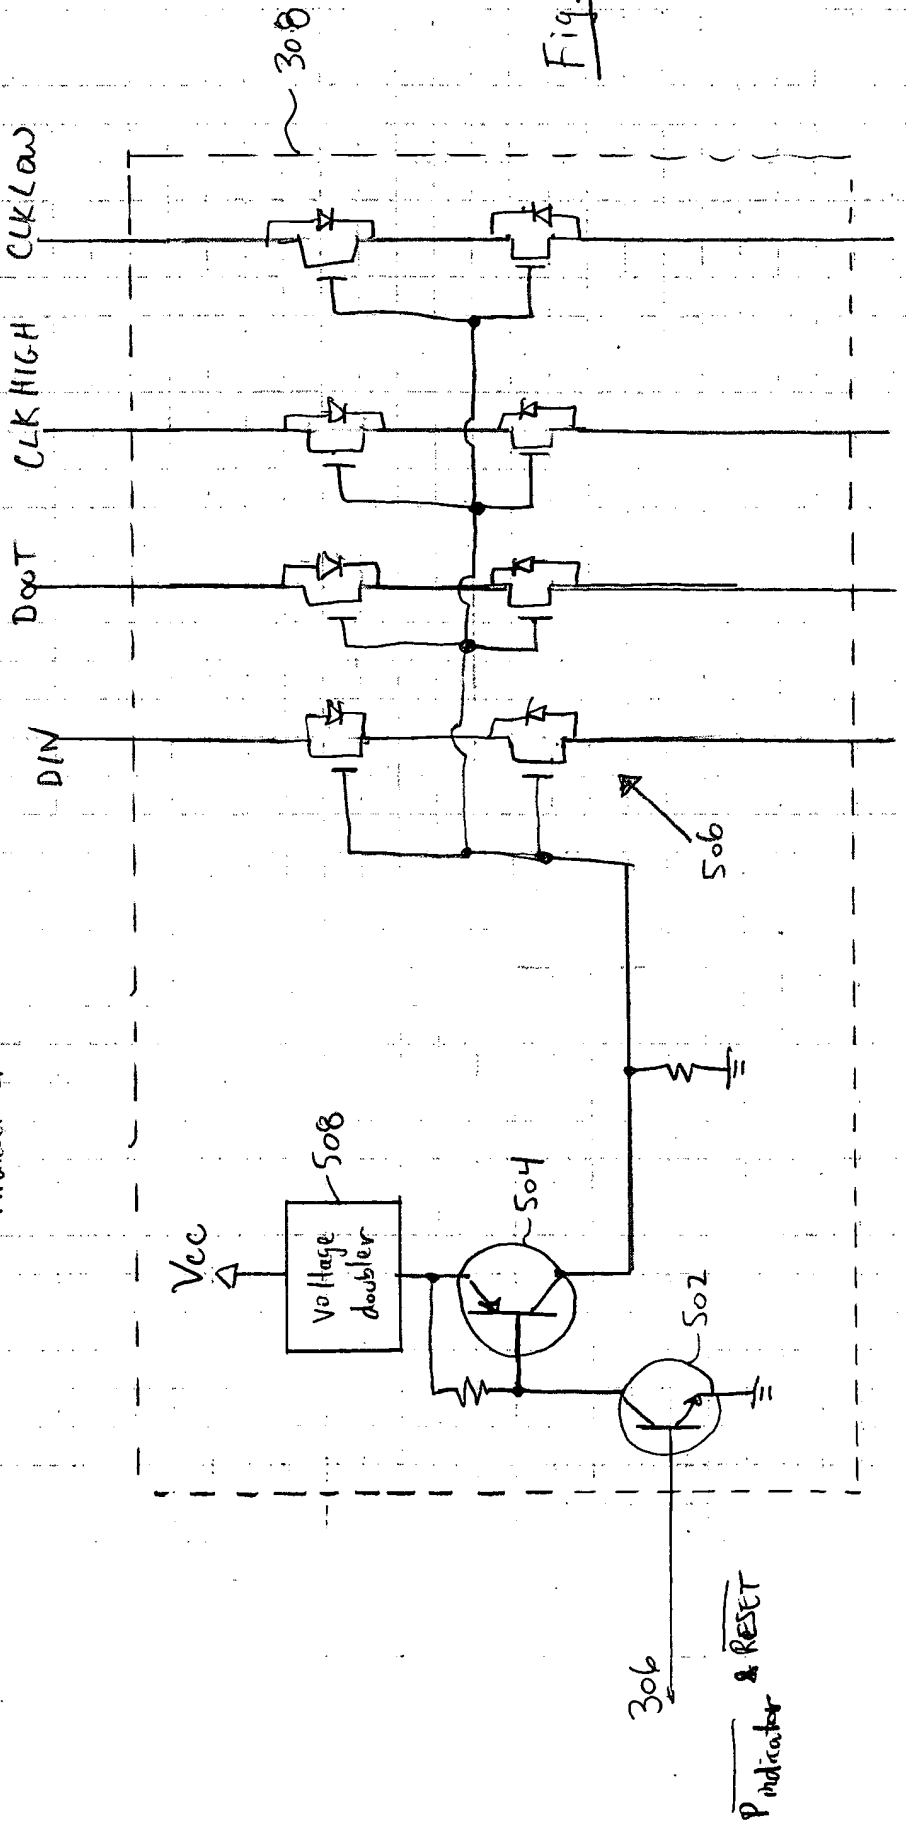 DIN
DOUT
CLK HIGH
CLK LOW
308
Fig.
Vcc
Voltage
doubler
508
504
502
506
306
P indicator & RESET